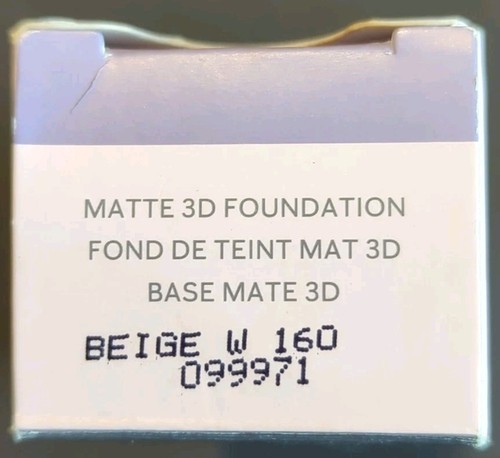 MATTE 3D FOUNDATION
FOND DE TEINT MAT 3D
BASE MATE 3D
BEIGE W 160
099971